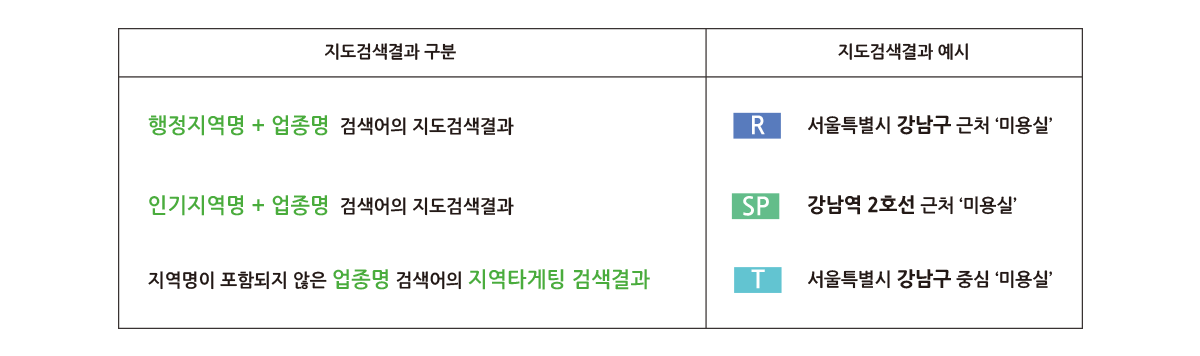 지도검색결과 구분 지도검색결과 예시
행정지역명 + 업종명 검색어의 지도검색결과 R 서울특별시 강남구 근처 ‘미용실’
인기지역명 + 업종명 검색어의 지도검색결과 SP 강남역 2호선 근처 ‘미용실’
지역명이 포함되지 않은 업종명 검색어의 지역타게팅 검색결과 T 서울특별시 강남구 중심 ‘미용실’